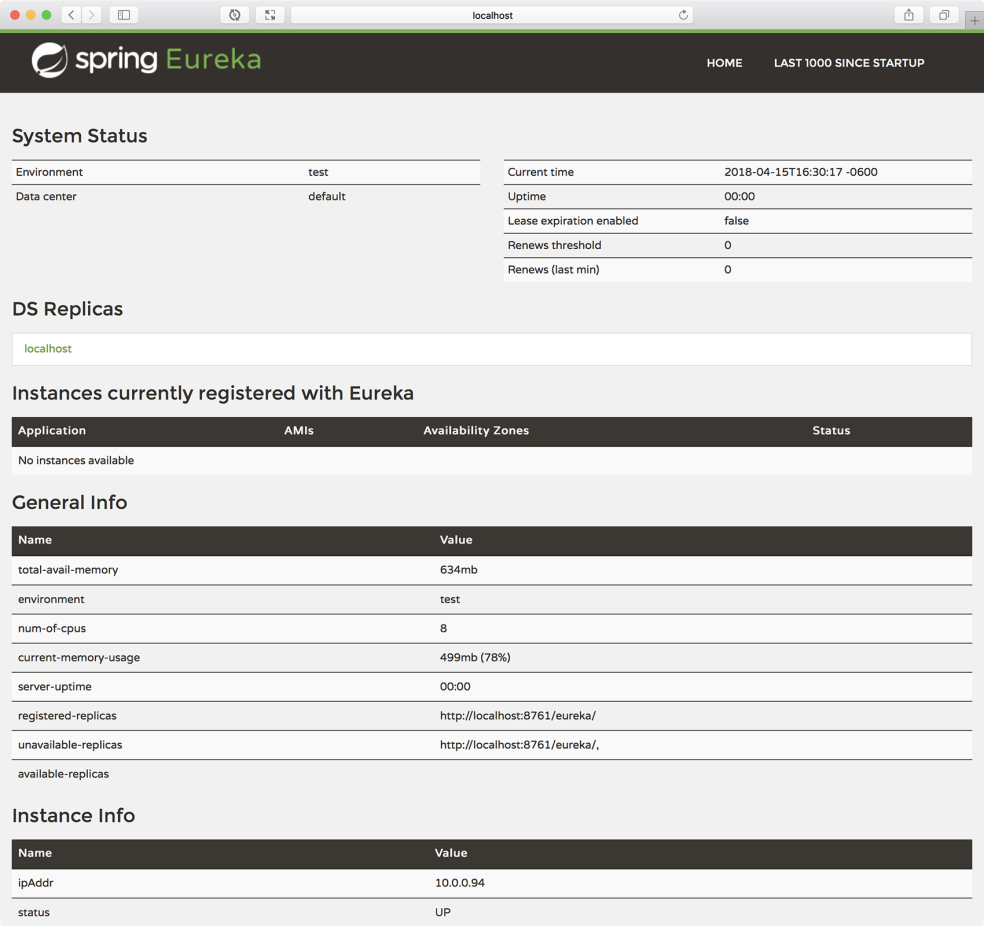 localhost
spring Eureka
HOME LAST 1000 SINCE STARTUP
System Status
Environment test
Data center default
Current time 2018-04-15T16:30:17 -0600
Uptime 00:00
Lease expiration enabled false
Renews threshold 0
Renews (last min) 0
DS Replicas
localhost
Instances currently registered with Eureka
Application AMIs Availability Zones Status
No instances available
General Info
Name Value
total-avail-memory 634mb
environment test
num-of-cpus 8
current-memory-usage 499mb (78%)
server-uptime 00:00
registered-replicas http://localhost:8761/eureka/
unavailable-replicas http://localhost:8761/eureka/,
available-replicas
Instance Info
Name Value
ipAddr 10.0.0.94
status UP